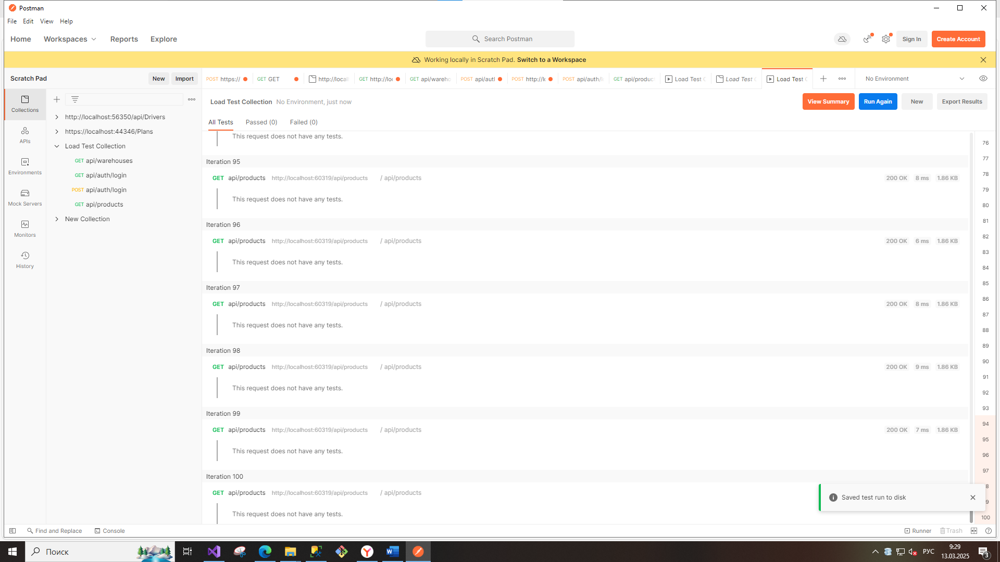 Postman
File Edit View Help
Home Workspaces Reports Explore
Search Postman
Sign In
Create Account
Working locally in Scratch Pad. Switch to a Workspace
Scratch Pad
New
Import
POST https://
GET GET
http://local
GET http://lo
GET api/wareho
POST api/aut
POST http://l
POST api/auth/l
GET api/produc
Load Test C
Load Test C
Load Test C
No Environment
Collections
APIs
Environments
Mock Servers
Monitors
History
http://localhost:56350/api/Drivers
https://localhost:44346/Plans
Load Test Collection
GET api/warehouses
GET api/auth/login
POST api/auth/login
GET api/products
New Collection
Load Test Collection No Environment, just now
View Summary
Run Again
New
Export Results
All Tests Passed (0) Failed (0)
This request does not have any tests.
Iteration 95
GET api/products http://localhost:60319/api/products / api/products 200 OK 8 ms 1.86 KB
This request does not have any tests.
Iteration 96
GET api/products http://localhost:60319/api/products / api/products 200 OK 6 ms 1.86 KB
This request does not have any tests.
Iteration 97
GET api/products http://localhost:60319/api/products / api/products 200 OK 8 ms 1.86 KB
This request does not have any tests.
Iteration 98
GET api/products http://localhost:60319/api/products / api/products 200 OK 9 ms 1.86 KB
This request does not have any tests.
Iteration 99
GET api/products http://localhost:60319/api/products / api/products 200 OK 7 ms 1.86 KB
This request does not have any tests.
Iteration 100
GET api/products http://localhost:60319/api/products / api/products
This request does not have any tests.
76
77
78
79
80
81
82
83
84
85
86
87
88
89
90
91
92
93
94
95
96
97
8
9
100
Saved test run to disk
Find and Replace
Console
Runner
Trash
Поиск
РУС
9:29
13.03.2025
3